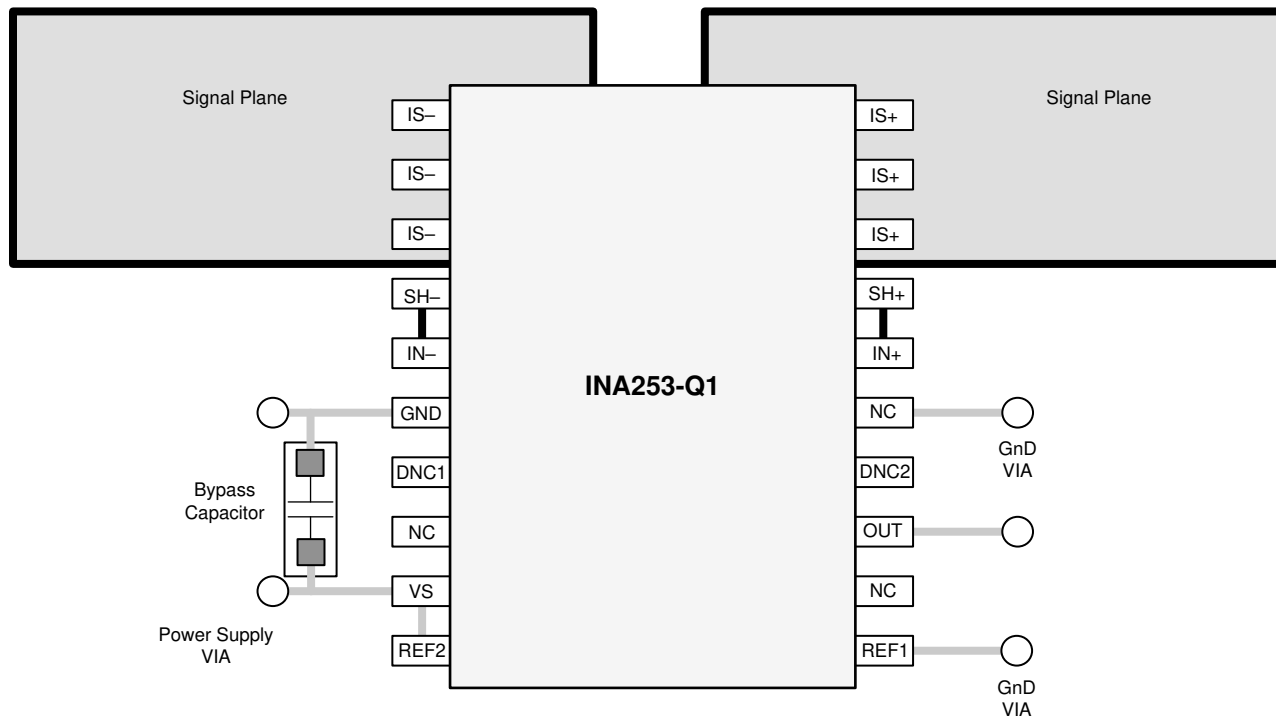 Signal Plane
Signal Plane
IS–
IS+
IS–
IS+
IS–
IS+
SH–
SH+
IN–
IN+
INA253-Q1
GND
NC
GnD
VIA
DNC1
DNC2
Bypass
Capacitor
NC
OUT
VS
NC
Power Supply
VIA
REF2
REF1
GnD
VIA